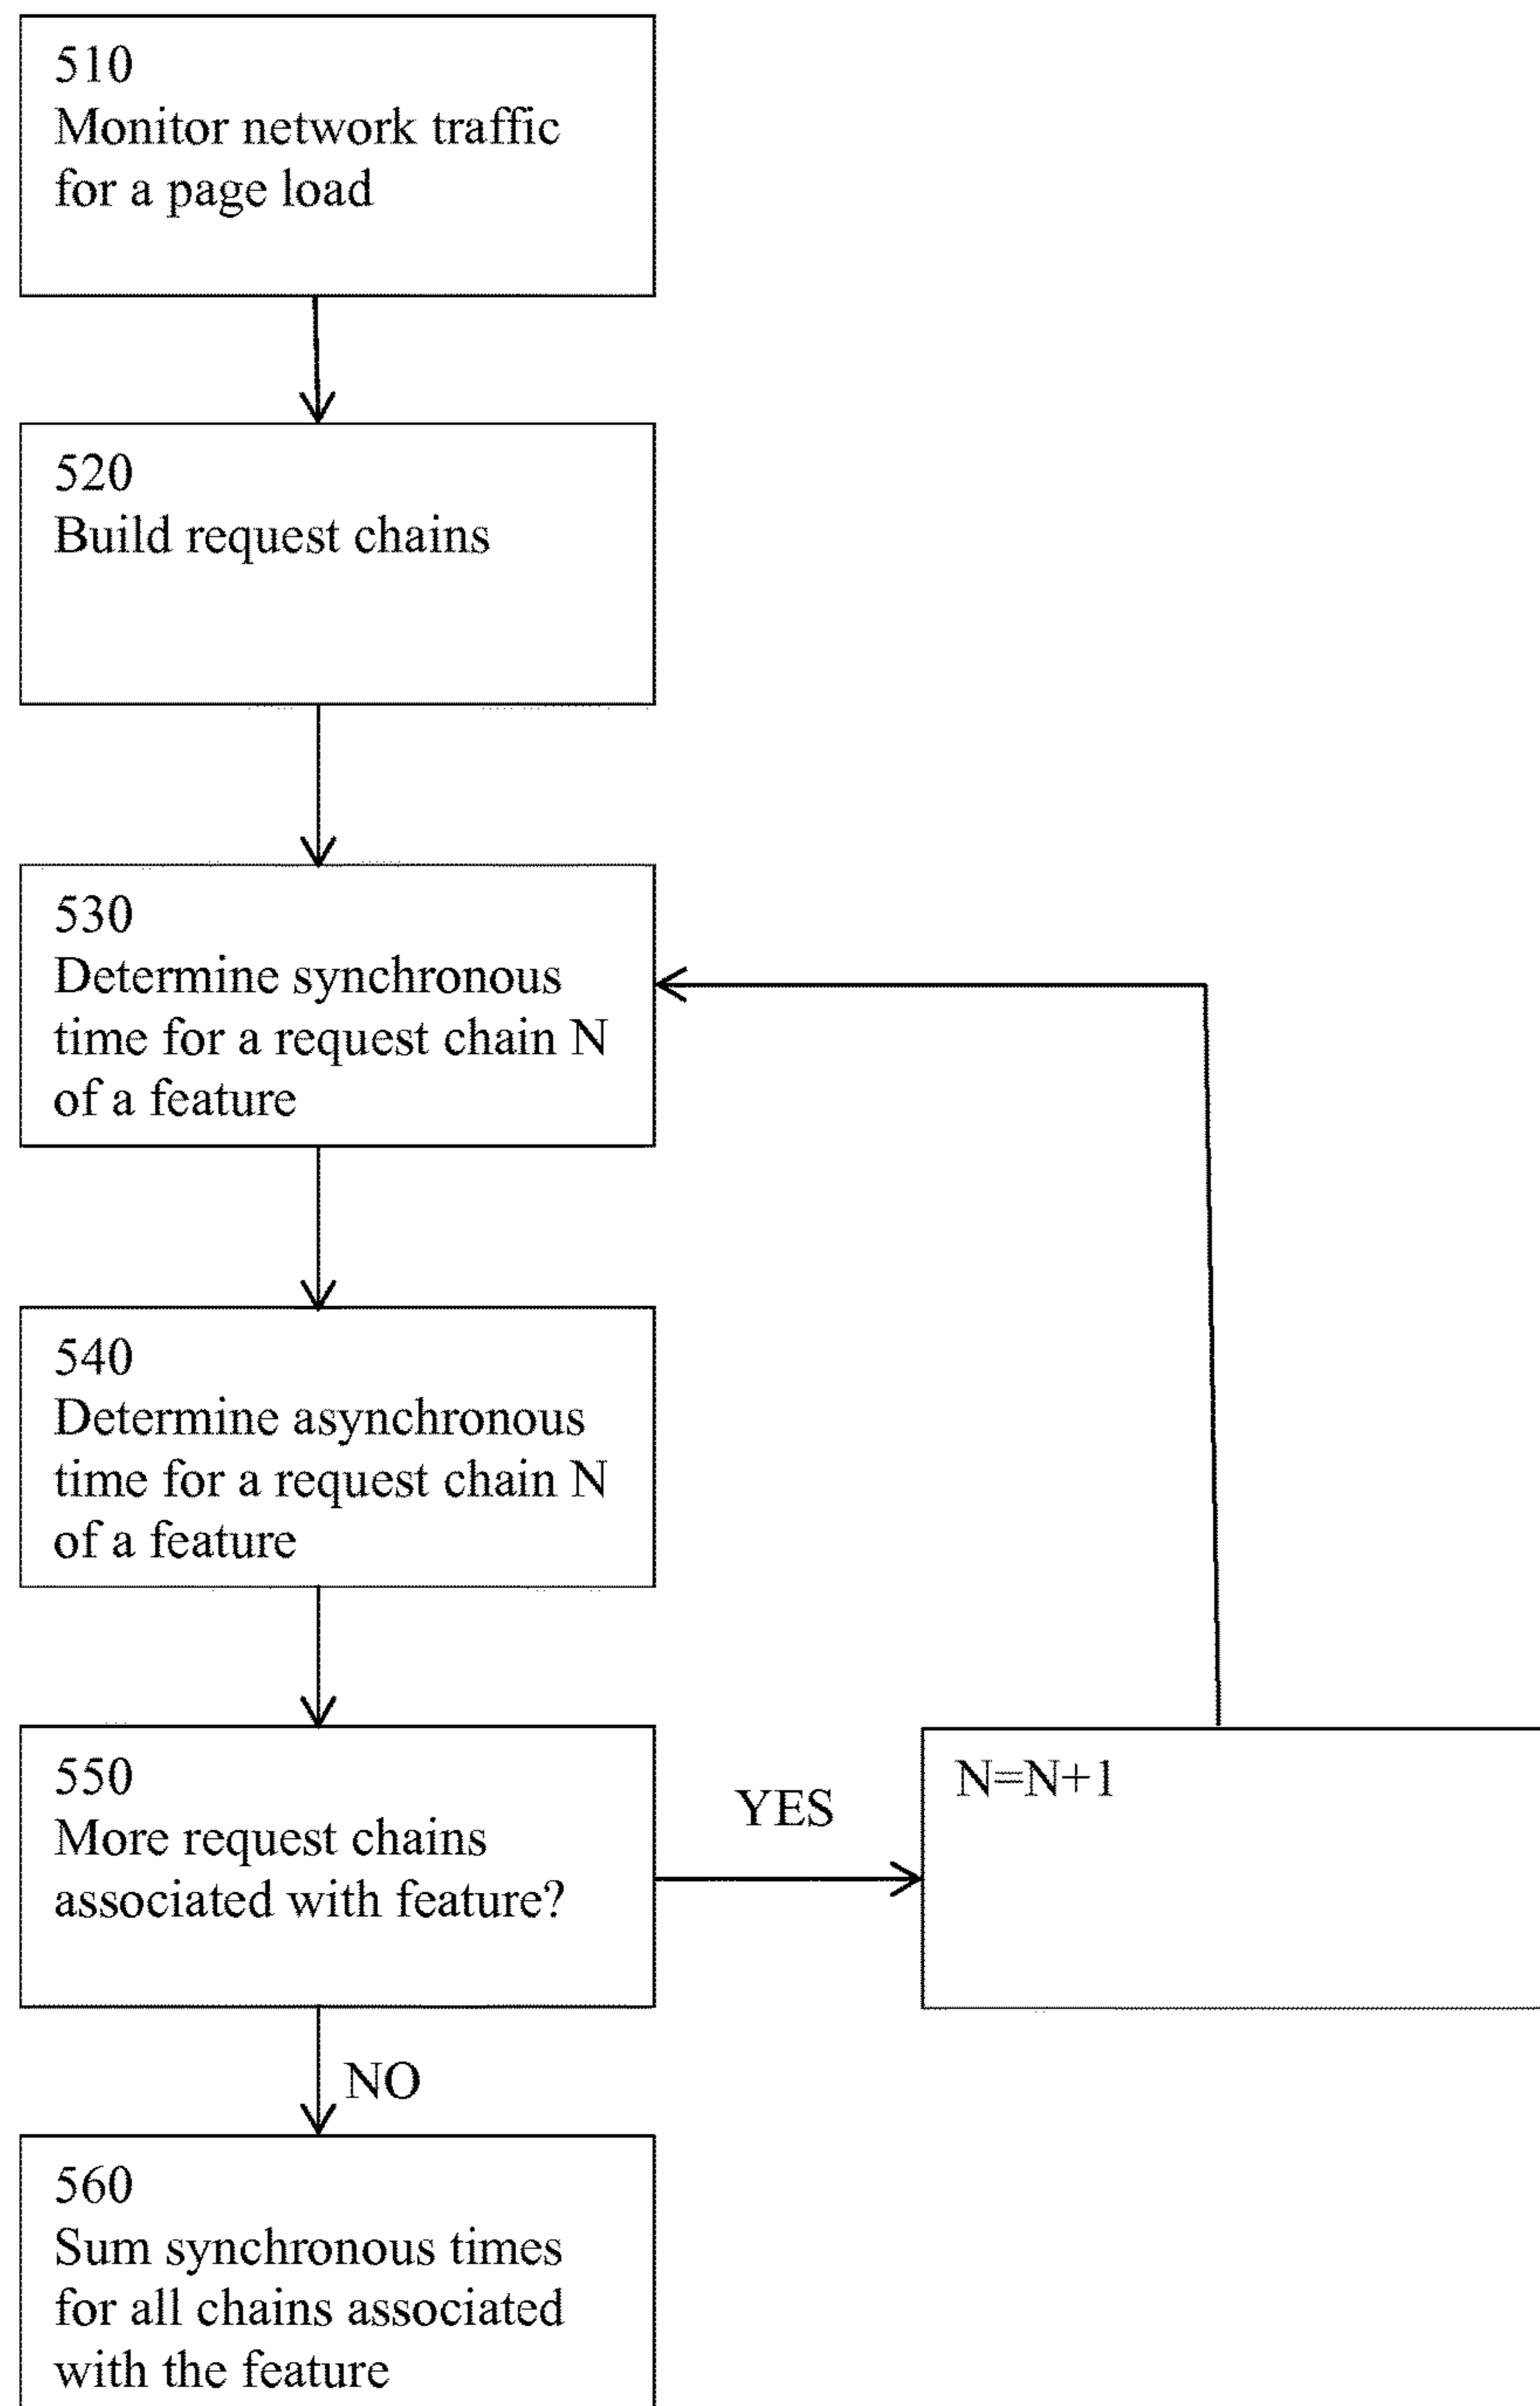 510
Monitor network traffic
for a page load
520
Build request chains
530
Determine synchronous
time for a request chain N
of a feature
540
Determine asynchronous
time for a request chain N
of a feature
550
More request chains
associated with feature?
YES
N=N+1
NO
560
Sum synchronous times
for all chains associated
with the feature